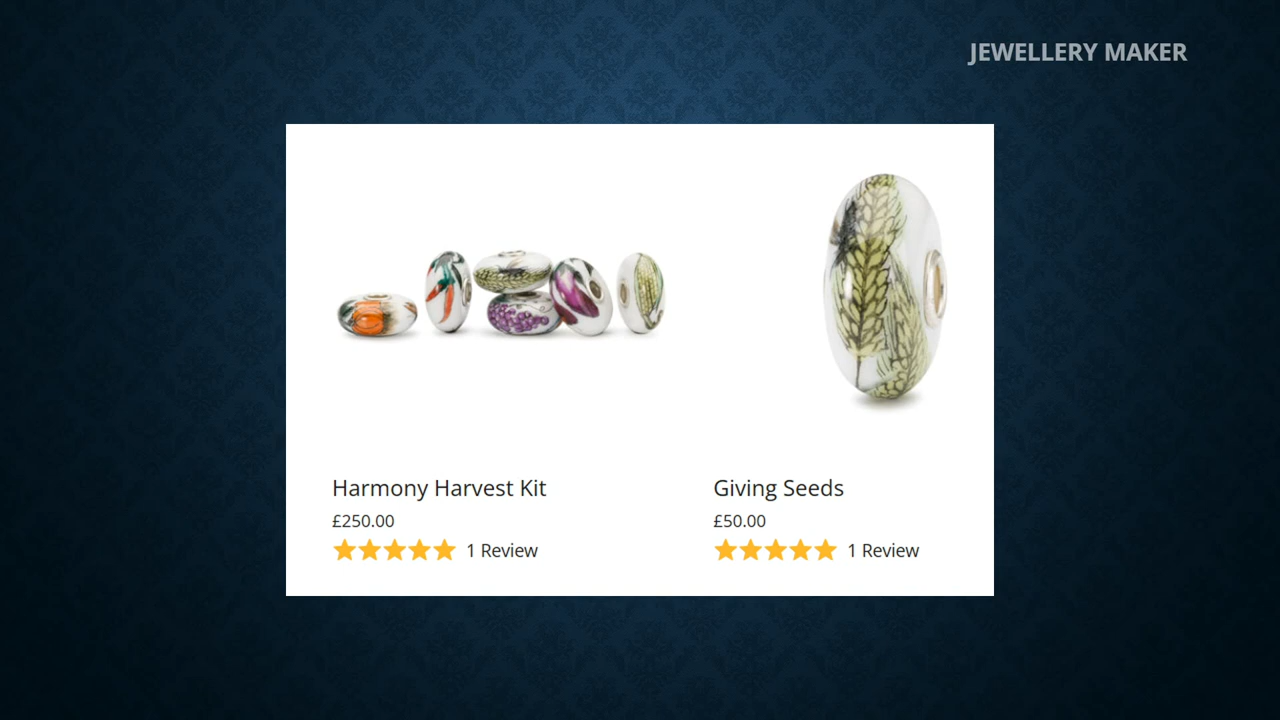 JEWELLERY MAKER
Harmony Harvest Kit
£250.00
1 Review
Giving Seeds
£50.00
1 Review